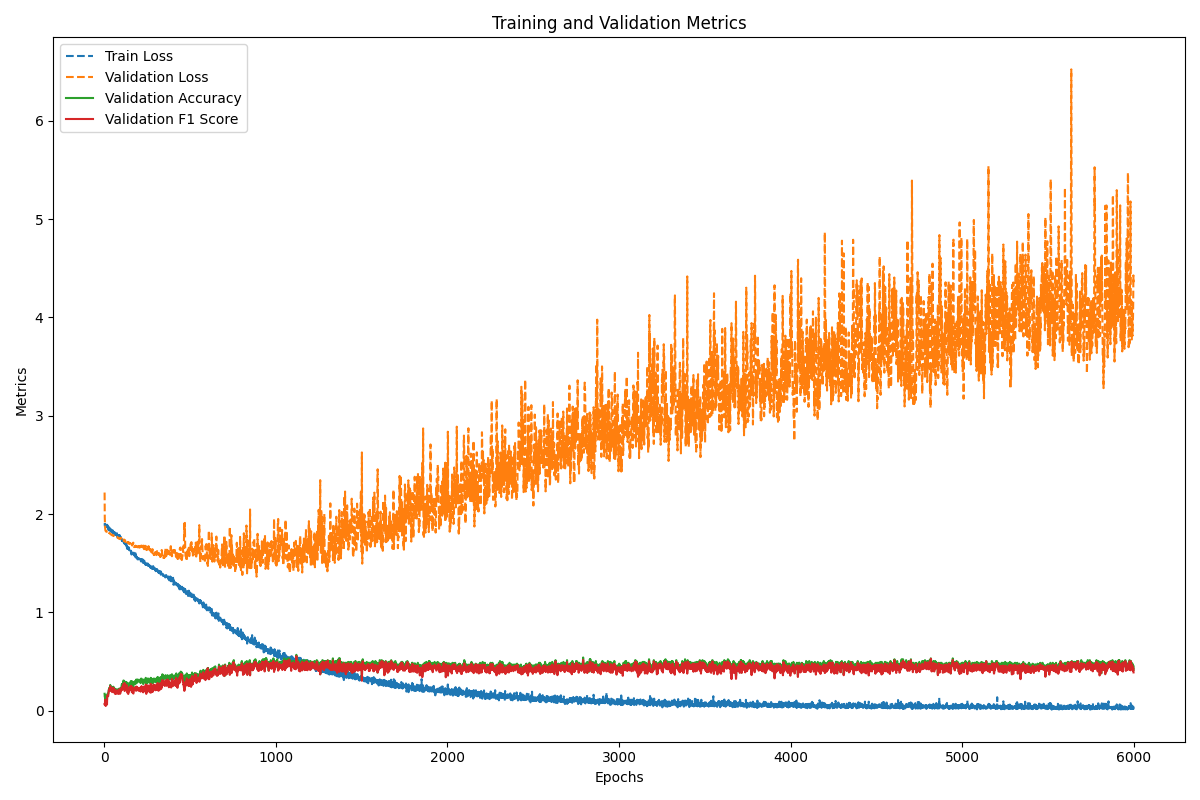 Training and Validation Metrics
Train Loss
Validation Loss
Validation Accuracy
Validation F1 Score
Metrics
6
5
4
3
2
1
0
0 1000 2000 3000 4000 5000 6000
Epochs